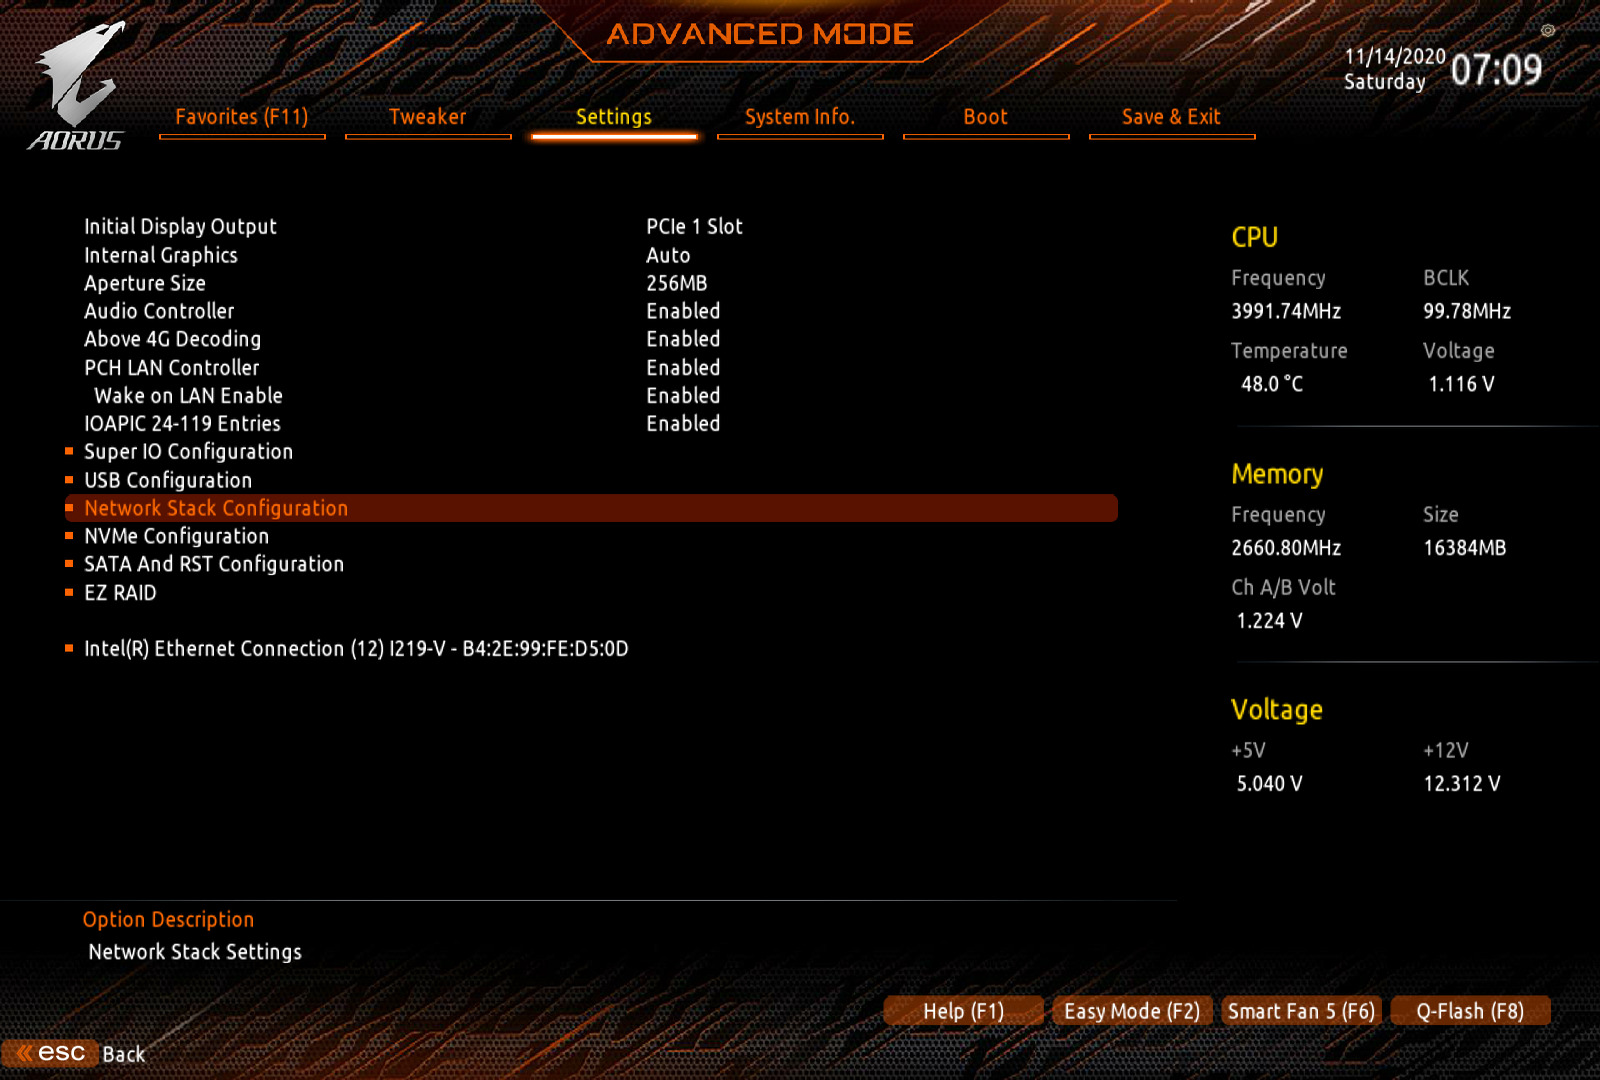 ADVANCED MODE
11/14/2020
Saturday
07:09
AORUS
Favorites (F11)
Tweaker
Settings
System Info.
Boot
Save & Exit
Initial Display Output PCIe 1 Slot
Internal Graphics Auto
Aperture Size 256MB
Audio Controller Enabled
Above 4G Decoding Enabled
PCH LAN Controller Enabled
Wake on LAN Enable Enabled
IOAPIC 24-119 Entries Enabled
Super IO Configuration
USB Configuration
Network Stack Configuration
NVMe Configuration
SATA And RST Configuration
EZ RAID
Intel(R) Ethernet Connection (12) I219-V - B4:2E:99:FE:D5:0D
CPU
Frequency BCLK
3991.74MHz 99.78MHz
Temperature Voltage
48.0 °C 1.116 V
Memory
Frequency Size
2660.80MHz 16384MB
Ch A/B Volt
1.224 V
Voltage
+5V +12V
5.040 V 12.312 V
Option Description
Network Stack Settings
Help (F1)
Easy Mode (F2)
Smart Fan 5 (F6)
Q-Flash (F8)
esc Back